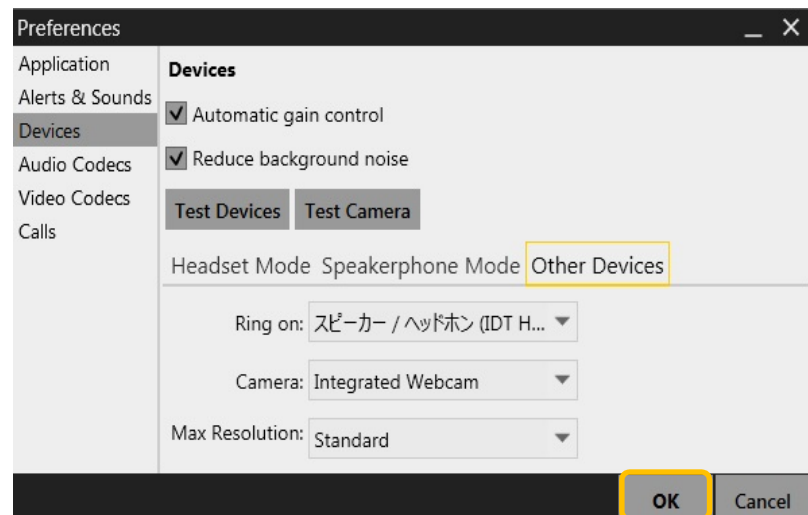 Preferences
Application
Alerts & Sounds
Devices
Audio Codecs
Video Codecs
Calls
Devices
Automatic gain control
Reduce background noise
Test Devices Test Camera
Headset Mode Speakerphone Mode Other Devices
Ring on: スピーカー / ヘッドホン (IDT H...
Camera: Integrated Webcam
Max Resolution: Standard
OK Cancel